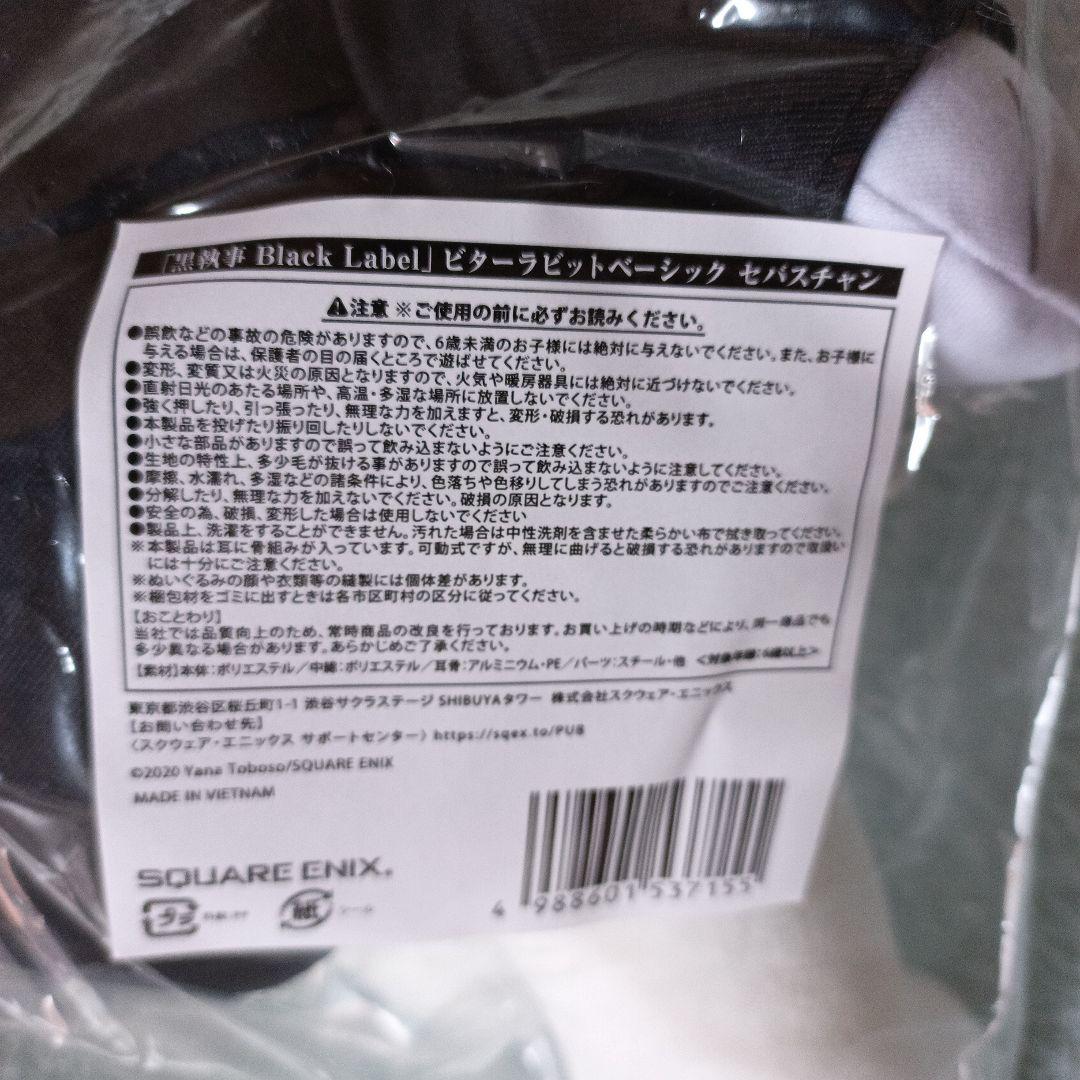 「黒執事 Black Label」ビターラビットベーシック セバスチャン
⚠注意 ※ご使用の前に必ずお読みください。
●誤飲などの事故の危険がありますので、6歳未満のお子様には絶対に与えないでください。また、お子様に
与える場合は、保護者の目の届くところで遊ばせてください。
●変形、変質又は火災の原因となりますので、火気や暖房器具には絶対に近づけないでください。
●直射日光のあたる場所や、高温・多湿な場所に放置しないでください。
●強く押したり、引っ張ったり、無理な力を加えますと、変形・破損する恐れがあります。
●本製品を投げたり振り回したりしないでください。
●小さな部品がありますので誤って飲み込まないようにご注意ください。
●生地の特性上、多少毛が抜ける事がありますので誤って飲み込まないように注意してください。
●摩擦、水濡れ、多湿などの諸条件により、色落ちや色移りしてしまう恐れがありますのでご注意ください。
●分解したり、無理な力を加えないでください。破損の原因となります。
●安全の為、破損、変形した場合は使用しないでください
●製品上、洗濯をすることができません。汚れた場合は中性洗剤を含ませた柔らかい布で拭き取ってください。
※本製品は耳に骨組みが入っています。可動式ですが、無理に曲げると破損する恐れがありますので取扱い
には十分にご注意ください。
※ぬいぐるみの顔や衣類等の縫製には個体差があります。
※梱包材をゴミに出すときは各市区町村の区分に従ってください。
【おことわり】
当社では品質向上のため、常時商品の改良を行っております。お買い上げの時期などにより、同一商品でも
多少異なる場合があります。あらかじめご了承ください。
【素材】本体:ポリエステル/中綿:ポリエステル/耳骨:アルミニウム・PE/パーツ:スチール・他 <対象年齢:6歳以上>
東京都渋谷区桜丘町1-1 渋谷サクラステージ SHIBUYAタワー 株式会社スクウェア・エニックス
【お問い合わせ先】
〈スクウェア・エニックス サポートセンター〉https://sqex.to/PUB
©2020 Yana Toboso/SQUARE ENIX
MADE IN VIETNAM
SQUARE ENIX.
プラ
紙 シール
4 988601 537155